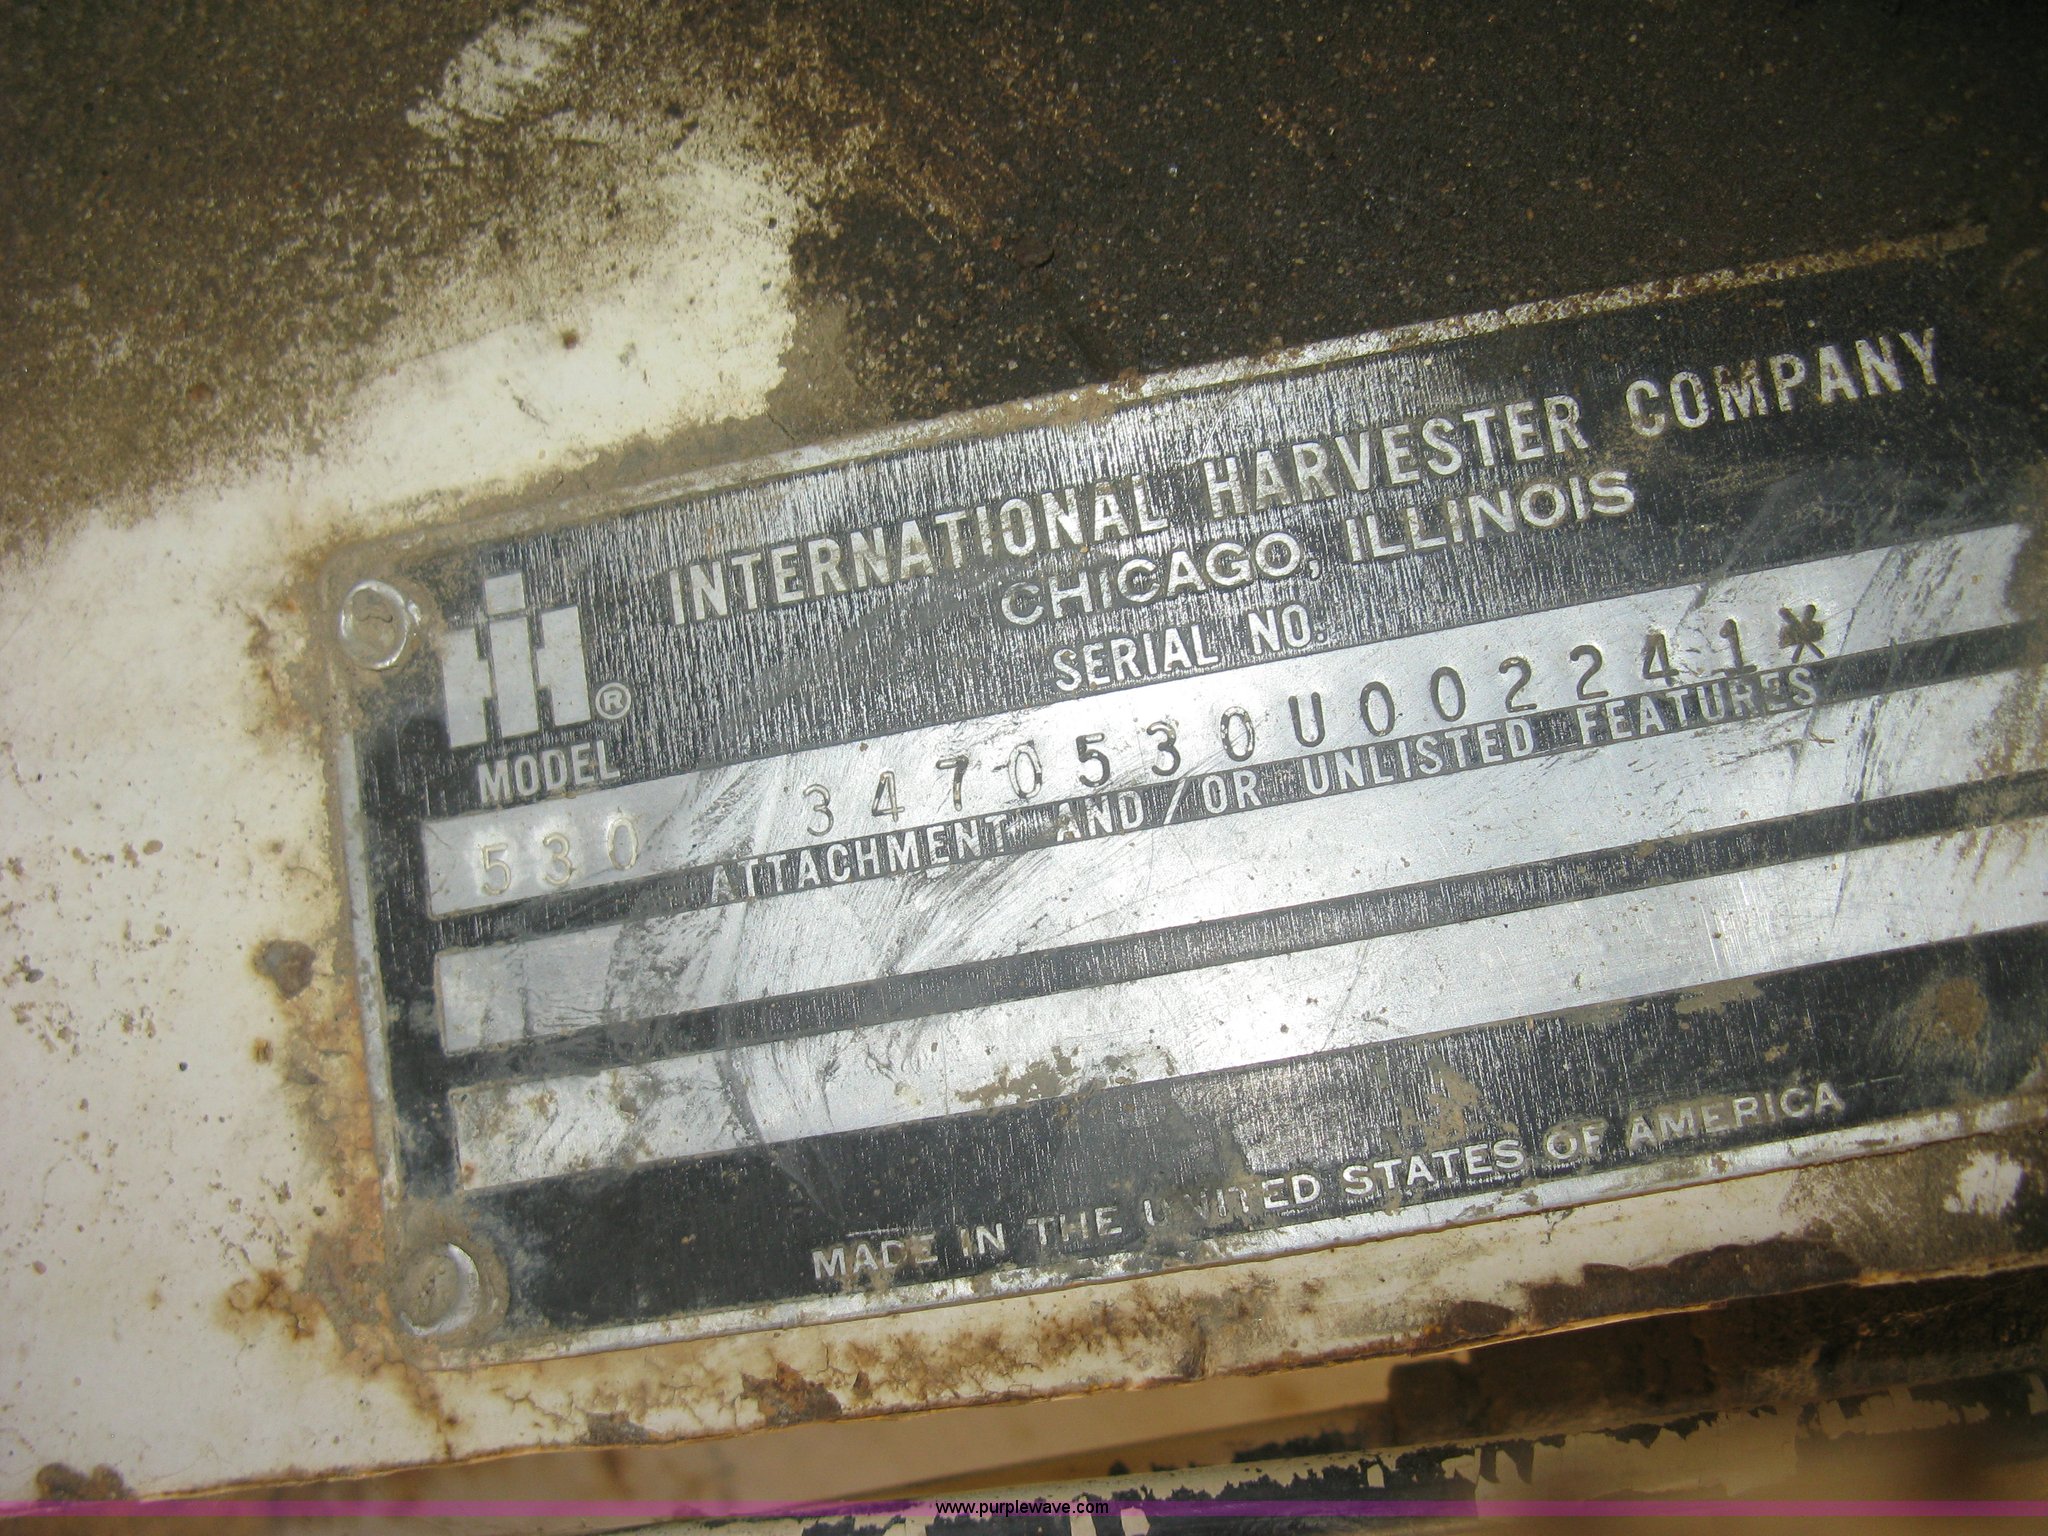 IH®
INTERNATIONAL HARVESTER COMPANY
CHICAGO, ILLINOIS
MODEL
SERIAL NO.
530 3470530U002241*
ATTACHMENT AND/OR UNLISTED FEATURES
MADE IN THE UNITED STATES OF AMERICA
www.purplewave.com